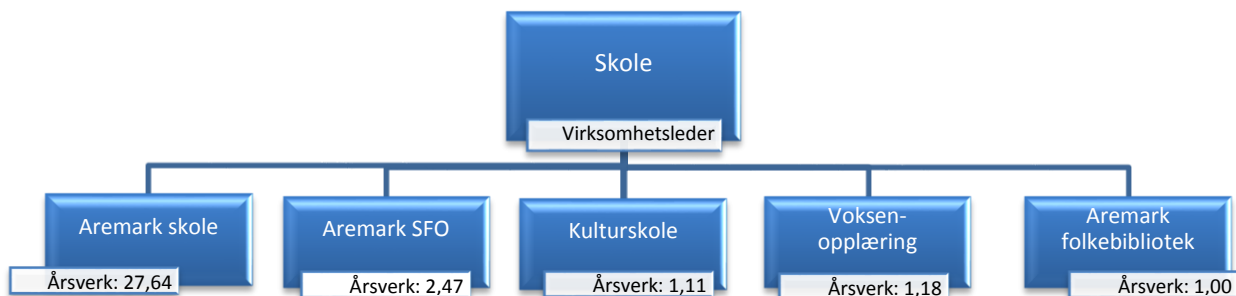 Skole
Virksomhetsleder
Aremark skole
Årsverk: 27,64
Aremark SFO
Årsverk: 2,47
Kulturskole
Årsverk: 1,11
Voksen-
opplæring
Årsverk: 1,18
Aremark
folkebibliotek
Årsverk: 1,00